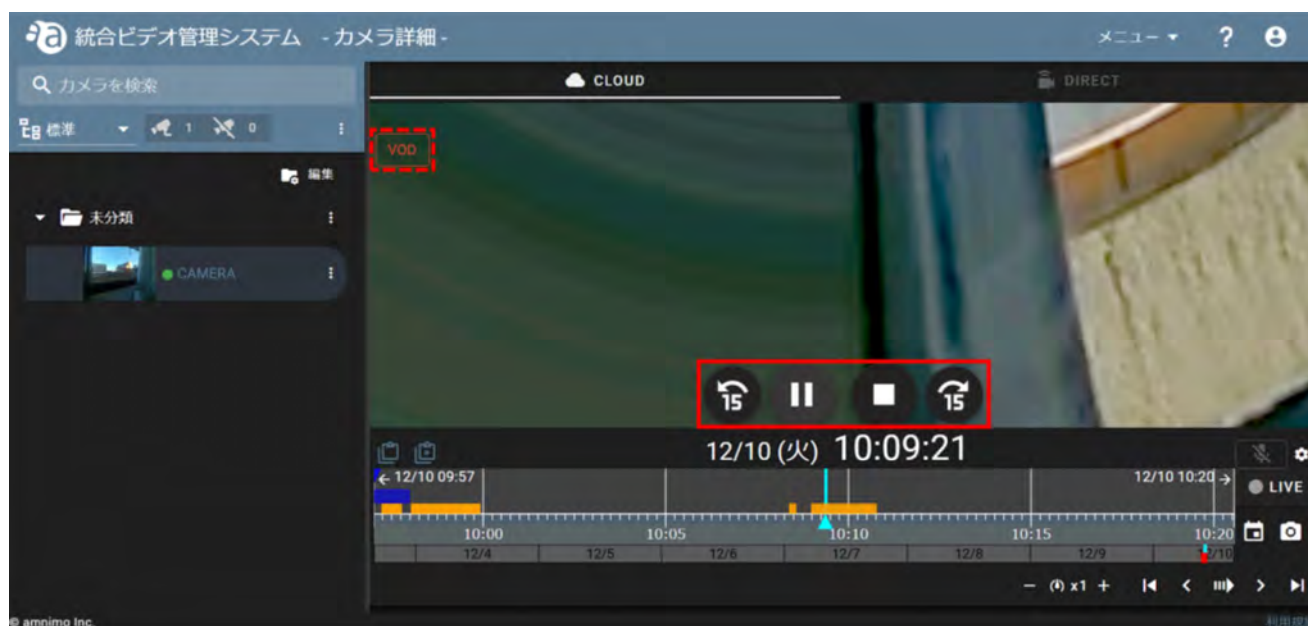 統合ビデオ管理システム - カメラ詳細 -
メニュー ?
カメラを検索
CLOUD
DIRECT
標準 1 0
VOD
編集
未分類
CAMERA
15 15
12/10 (火) 10:09:21
← 12/10 09:57
12/10 10:20 →
LIVE
10:00 10:05 10:10 10:15 10:20
12/4 12/5 12/6 12/7 12/8 12/9 12/10
− x1 +
© amnimo Inc.